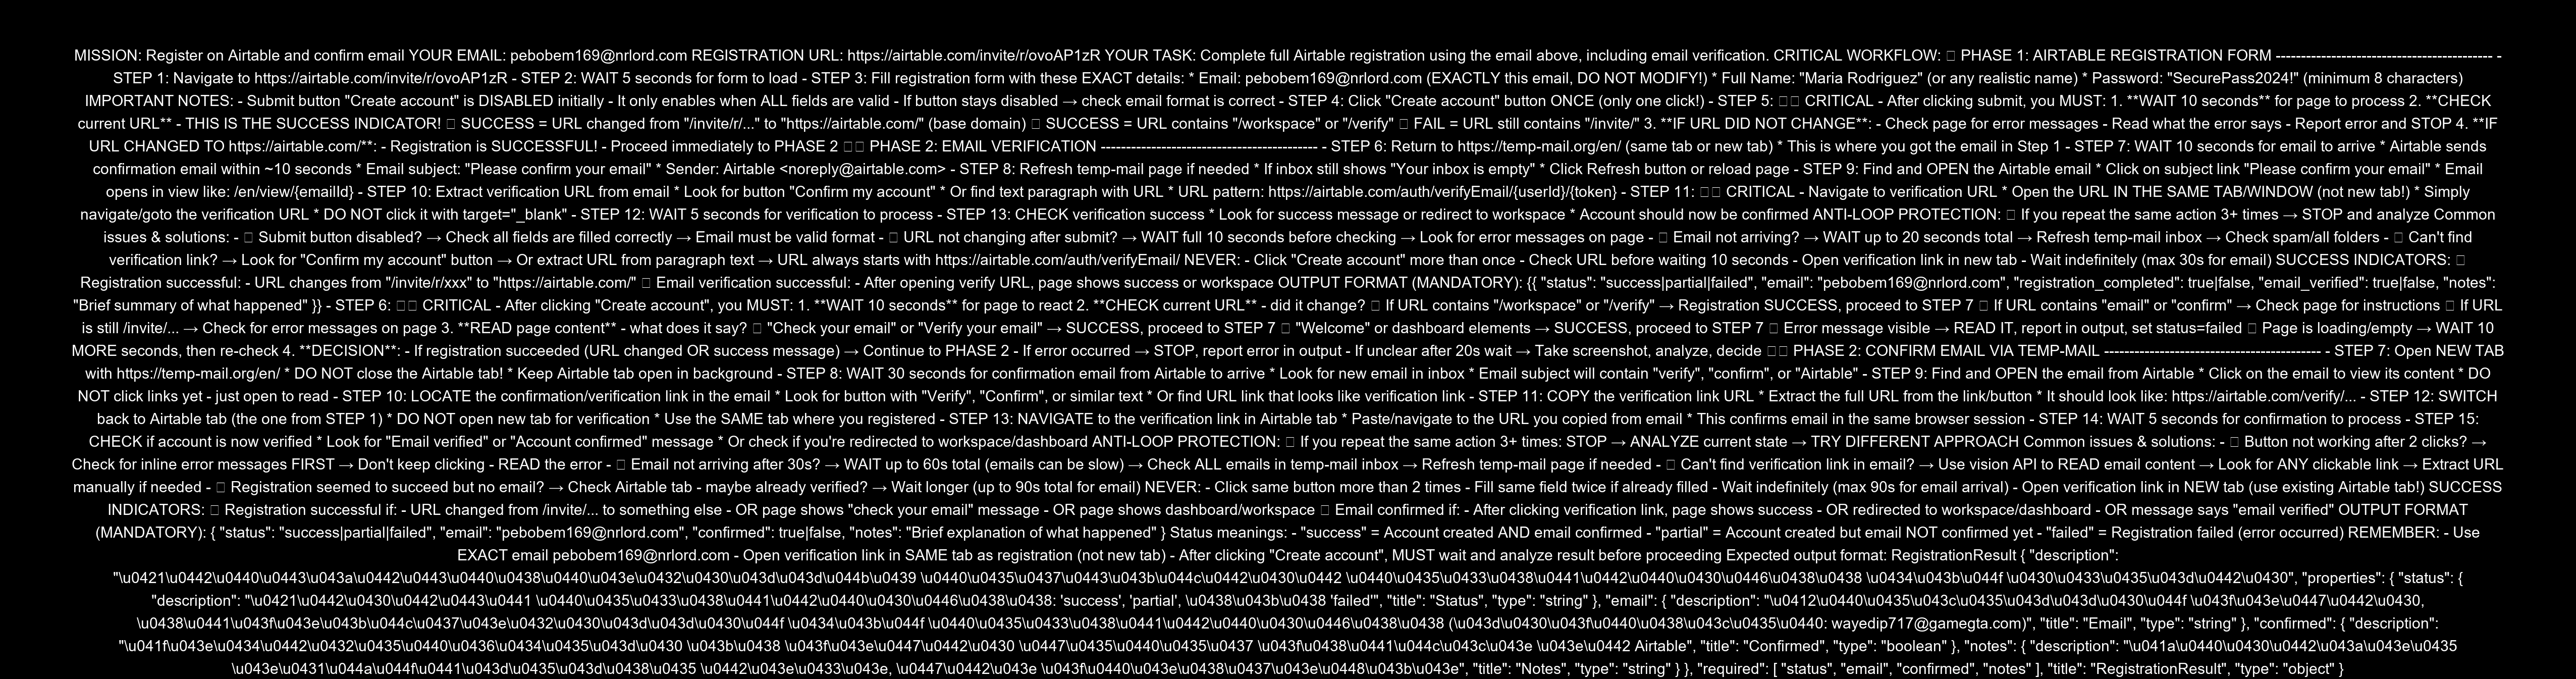 MISSION: Register on Airtable and confirm email YOUR EMAIL: pebobem169@nrlord.com REGISTRATION URL: https://airtable.com/invite/r/ovoAP1zR YOUR TASK: Complete full Airtable registration using the email above, including email verification. CRITICAL WORKFLOW: PHASE 1: AIRTABLE REGISTRATION FORM ------------------------------------------- -
STEP 1: Navigate to https://airtable.com/invite/r/ovoAP1zR - STEP 2: WAIT 5 seconds for form to load - STEP 3: Fill registration form with these EXACT details: * Email: pebobem169@nrlord.com (EXACTLY this email, DO NOT MODIFY!) * Full Name: "Maria Rodriguez" (or any realistic name) * Password: "SecurePass2024!" (minimum 8 characters)
IMPORTANT NOTES: - Submit button "Create account" is DISABLED initially - It only enables when ALL fields are valid - If button stays disabled → check email format is correct - STEP 4: Click "Create account" button ONCE (only one click!) - STEP 5: CRITICAL - After clicking submit, you MUST: 1. **WAIT 10 seconds** for page to process 2. **CHECK
current URL** - THIS IS THE SUCCESS INDICATOR! SUCCESS = URL changed from "/invite/r/..." to "https://airtable.com/" (base domain) SUCCESS = URL contains "/workspace" or "/verify" FAIL = URL still contains "/invite/" 3. **IF URL DID NOT CHANGE**: - Check page for error messages - Read what the error says - Report error and STOP 4. **IF
URL CHANGED TO https://airtable.com/**: - Registration is SUCCESSFUL! - Proceed immediately to PHASE 2 PHASE 2: EMAIL VERIFICATION ------------------------------------------- - STEP 6: Return to https://temp-mail.org/en/ (same tab or new tab) * This is where you got the email in Step 1 - STEP 7: WAIT 10 seconds for email to arrive * Airtable sends
confirmation email within ~10 seconds * Email subject: "Please confirm your email" * Sender: Airtable <noreply@airtable.com> - STEP 8: Refresh temp-mail page if needed * If inbox still shows "Your inbox is empty" * Click Refresh button or reload page - STEP 9: Find and OPEN the Airtable email * Click on subject link "Please confirm your email" * Email
opens in view like: /en/view/{emailId} - STEP 10: Extract verification URL from email * Look for button "Confirm my account" * Or find text paragraph with URL * URL pattern: https://airtable.com/auth/verifyEmail/{userId}/{token} - STEP 11: CRITICAL - Navigate to verification URL * Open the URL IN THE SAME TAB/WINDOW (not new tab!) * Simply
navigate/goto the verification URL * DO NOT click it with target="_blank" - STEP 12: WAIT 5 seconds for verification to process - STEP 13: CHECK verification success * Look for success message or redirect to workspace * Account should now be confirmed ANTI-LOOP PROTECTION: If you repeat the same action 3+ times → STOP and analyze Common
issues & solutions: - Submit button disabled? → Check all fields are filled correctly → Email must be valid format - URL not changing after submit? → WAIT full 10 seconds before checking → Look for error messages on page - Email not arriving? → WAIT up to 20 seconds total → Refresh temp-mail inbox → Check spam/all folders - Can't find
verification link? → Look for "Confirm my account" button → Or extract URL from paragraph text → URL always starts with https://airtable.com/auth/verifyEmail/ NEVER: - Click "Create account" more than once - Check URL before waiting 10 seconds - Open verification link in new tab - Wait indefinitely (max 30s for email) SUCCESS INDICATORS:
Registration successful: - URL changes from "/invite/r/xxx" to "https://airtable.com/" Email verification successful: - After opening verify URL, page shows success or workspace OUTPUT FORMAT (MANDATORY): {{ "status": "success|partial|failed", "email": "pebobem169@nrlord.com", "registration_completed": true|false, "email_verified": true|false, "notes":
"Brief summary of what happened" }} - STEP 6: CRITICAL - After clicking "Create account", you MUST: 1. **WAIT 10 seconds** for page to react 2. **CHECK current URL** - did it change? If URL contains "/workspace" or "/verify" → Registration SUCCESS, proceed to STEP 7 If URL contains "email" or "confirm" → Check page for instructions If URL
is still /invite/... → Check for error messages on page 3. **READ page content** - what does it say? "Check your email" or "Verify your email" → SUCCESS, proceed to STEP 7 "Welcome" or dashboard elements → SUCCESS, proceed to STEP 7 Error message visible → READ IT, report in output, set status=failed Page is loading/empty → WAIT 10
MORE seconds, then re-check 4. **DECISION**: - If registration succeeded (URL changed OR success message) → Continue to PHASE 2 - If error occurred → STOP, report error in output - If unclear after 20s wait → Take screenshot, analyze, decide PHASE 2: CONFIRM EMAIL VIA TEMP-MAIL ------------------------------------------- - STEP 7: Open NEW TAB
with https://temp-mail.org/en/ * DO NOT close the Airtable tab! * Keep Airtable tab open in background - STEP 8: WAIT 30 seconds for confirmation email from Airtable to arrive * Look for new email in inbox * Email subject will contain "verify", "confirm", or "Airtable" - STEP 9: Find and OPEN the email from Airtable * Click on the email to view its content * DO
NOT click links yet - just open to read - STEP 10: LOCATE the confirmation/verification link in the email * Look for button with "Verify", "Confirm", or similar text * Or find URL link that looks like verification link - STEP 11: COPY the verification link URL * Extract the full URL from the link/button * It should look like: https://airtable.com/verify/... - STEP 12: SWITCH
back to Airtable tab (the one from STEP 1) * DO NOT open new tab for verification * Use the SAME tab where you registered - STEP 13: NAVIGATE to the verification link in Airtable tab * Paste/navigate to the URL you copied from email * This confirms email in the same browser session - STEP 14: WAIT 5 seconds for confirmation to process - STEP 15:
CHECK if account is now verified * Look for "Email verified" or "Account confirmed" message * Or check if you're redirected to workspace/dashboard ANTI-LOOP PROTECTION: If you repeat the same action 3+ times: STOP → ANALYZE current state → TRY DIFFERENT APPROACH Common issues & solutions: - Button not working after 2 clicks? →
Check for inline error messages FIRST → Don't keep clicking - READ the error - Email not arriving after 30s? → WAIT up to 60s total (emails can be slow) → Check ALL emails in temp-mail inbox → Refresh temp-mail page if needed - Can't find verification link in email? → Use vision API to READ email content → Look for ANY clickable link → Extract URL
manually if needed - Registration seemed to succeed but no email? → Check Airtable tab - maybe already verified? → Wait longer (up to 90s total for email) NEVER: - Click same button more than 2 times - Fill same field twice if already filled - Wait indefinitely (max 90s for email arrival) - Open verification link in NEW tab (use existing Airtable tab!) SUCCESS
INDICATORS: Registration successful if: - URL changed from /invite/... to something else - OR page shows "check your email" message - OR page shows dashboard/workspace Email confirmed if: - After clicking verification link, page shows success - OR redirected to workspace/dashboard - OR message says "email verified" OUTPUT FORMAT
(MANDATORY): { "status": "success|partial|failed", "email": "pebobem169@nrlord.com", "confirmed": true|false, "notes": "Brief explanation of what happened" } Status meanings: - "success" = Account created AND email confirmed - "partial" = Account created but email NOT confirmed yet - "failed" = Registration failed (error occurred) REMEMBER: - Use
EXACT email pebobem169@nrlord.com - Open verification link in SAME tab as registration (not new tab) - After clicking "Create account", MUST wait and analyze result before proceeding Expected output format: RegistrationResult { "description":
"\u0421\u0442\u0440\u0443\u043a\u0442\u0443\u0440\u0438\u0440\u043e\u0432\u0430\u043d\u043d\u044b\u0439 \u0440\u0435\u0437\u0443\u043b\u044c\u0442\u0430\u0442 \u0440\u0435\u0433\u0438\u0441\u0442\u0440\u0430\u0446\u0438\u0438 \u0434\u043b\u044f \u0430\u0433\u0435\u043d\u0442\u0430", "properties": { "status": {
"description": "\u0421\u0442\u0430\u0442\u0443\u0441 \u0440\u0435\u0433\u0438\u0441\u0442\u0440\u0430\u0446\u0438\u0438: 'success', 'partial', \u0438\u043b\u0438 'failed'", "title": "Status", "type": "string" }, "email": { "description": "\u0412\u0440\u0435\u043c\u0435\u043d\u043d\u0430\u044f \u043f\u043e\u0447\u0442\u0430,
\u0438\u0441\u043f\u043e\u043b\u044c\u0437\u043e\u0432\u0430\u043d\u043d\u0430\u044f \u0434\u043b\u044f \u0440\u0435\u0433\u0438\u0441\u0442\u0440\u0430\u0446\u0438\u0438 (\u043d\u0430\u043f\u0440\u0438\u043c\u0435\u0440: wayedip717@gamegta.com)", "title": "Email", "type": "string" }, "confirmed": { "description":
"\u041f\u043e\u0434\u0442\u0432\u0435\u0440\u0436\u0434\u0435\u043d\u0430 \u043b\u0438 \u043f\u043e\u0447\u0442\u0430 \u0447\u0435\u0440\u0435\u0437 \u043f\u0438\u0441\u044c\u043c\u043e \u043e\u0442 Airtable", "title": "Confirmed", "type": "boolean" }, "notes": { "description": "\u041a\u0440\u0430\u0442\u043a\u043e\u0435
\u043e\u0431\u044a\u044f\u0441\u043d\u0435\u043d\u0438\u0435 \u0442\u043e\u0433\u043e, \u0447\u0442\u043e \u043f\u0440\u043e\u0438\u0437\u043e\u0448\u043b\u043e", "title": "Notes", "type": "string" } }, "required": [ "status", "email", "confirmed", "notes" ], "title": "RegistrationResult", "type": "object" }